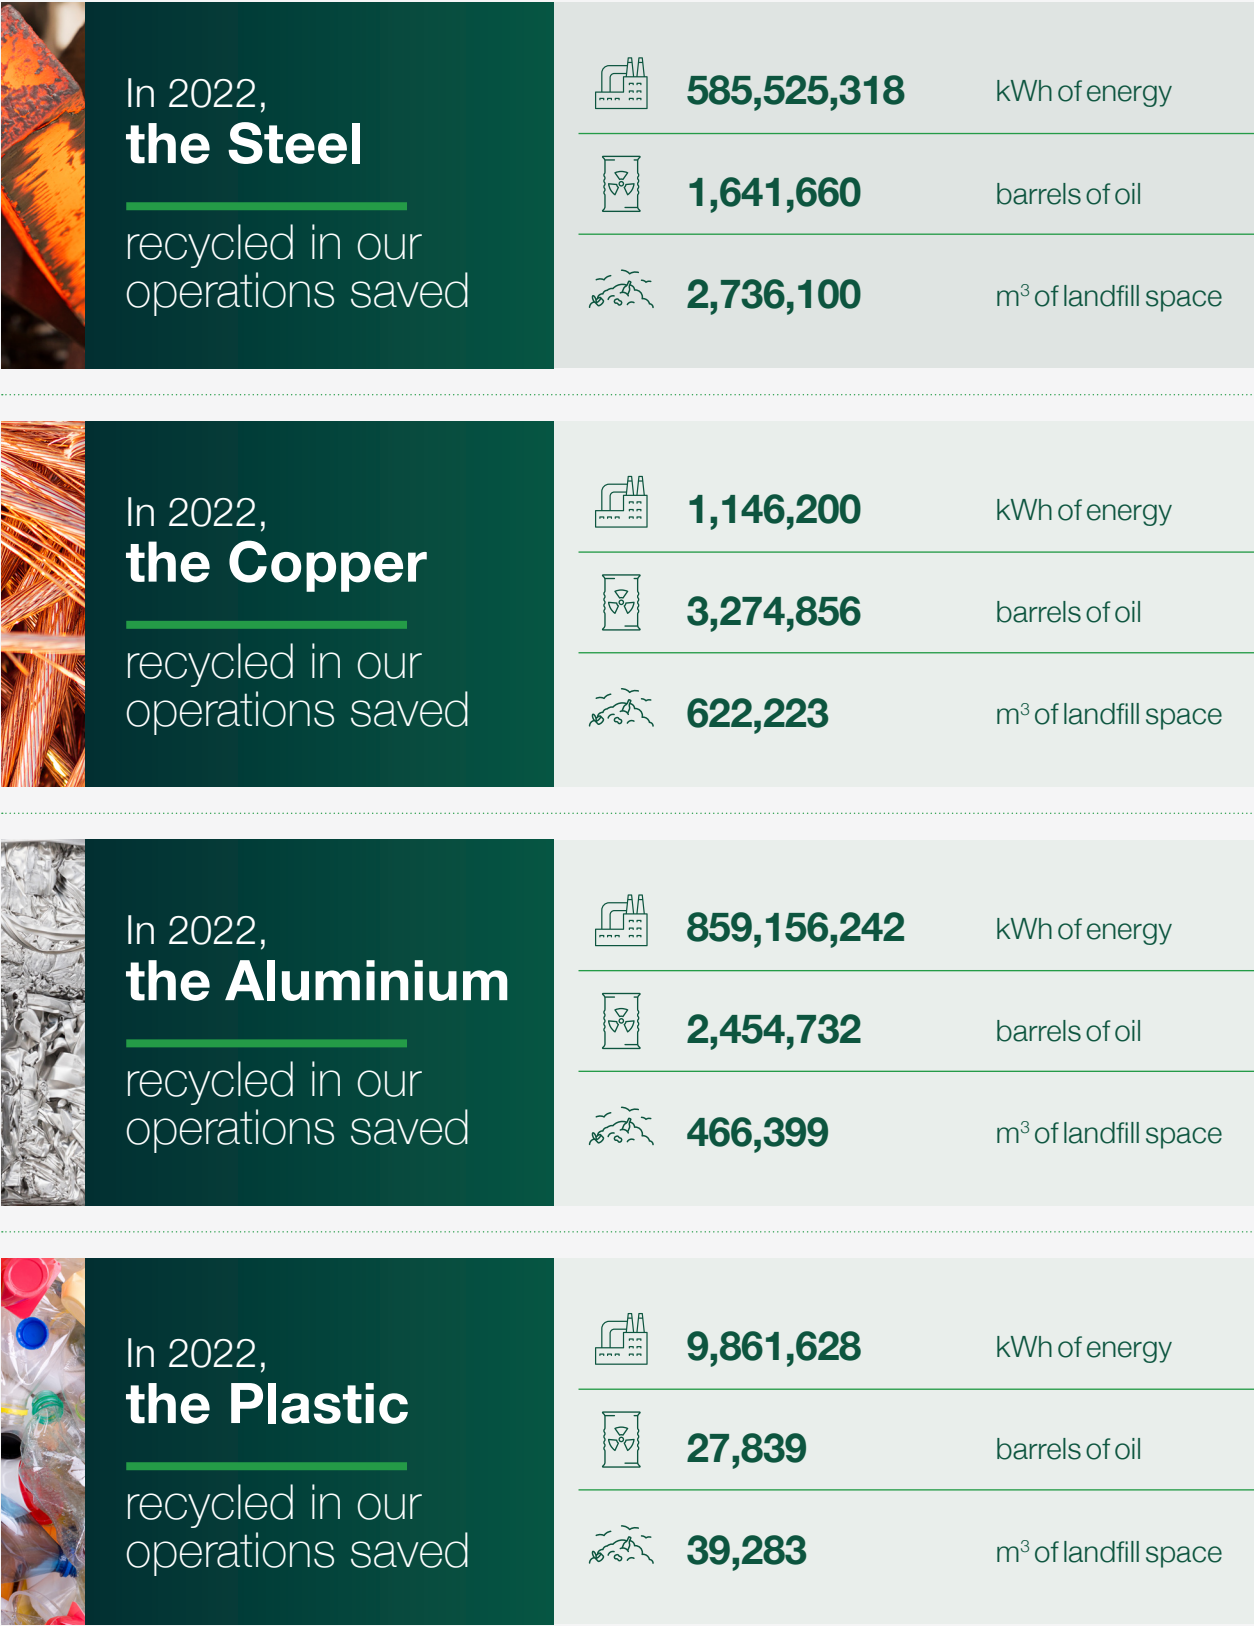 In 2022,
the Steel
recycled in our
operations saved
585,525,318 kWh of energy
1,641,660 barrels of oil
2,736,100 m³ of landfill space
In 2022,
the Copper
recycled in our
operations saved
1,146,200 kWh of energy
3,274,856 barrels of oil
622,223 m³ of landfill space
In 2022,
the Aluminium
recycled in our
operations saved
859,156,242 kWh of energy
2,454,732 barrels of oil
466,399 m³ of landfill space
In 2022,
the Plastic
recycled in our
operations saved
9,861,628 kWh of energy
27,839 barrels of oil
39,283 m³ of landfill space